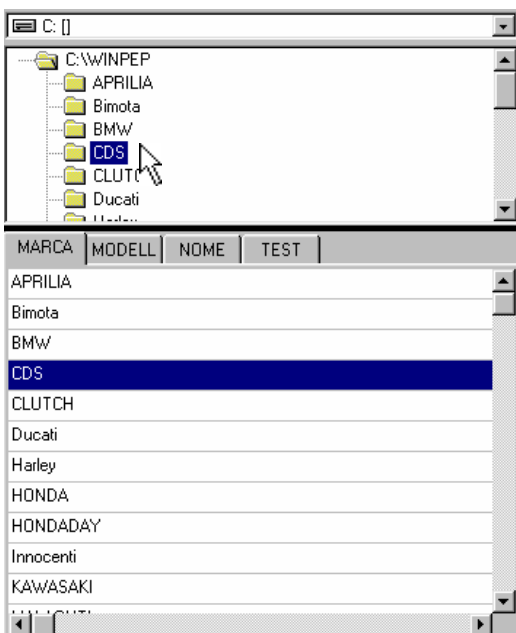 C: []
C:\WINPEP
APRILIA
Bimota
BMW
CDS
Ducati
MARCA MODELL NOME TEST
APRILIA
Bimota
BMW
CDS
CLUTCH
Ducati
Harley
HONDA
HONDADAY
Innocenti
KAWASAKI